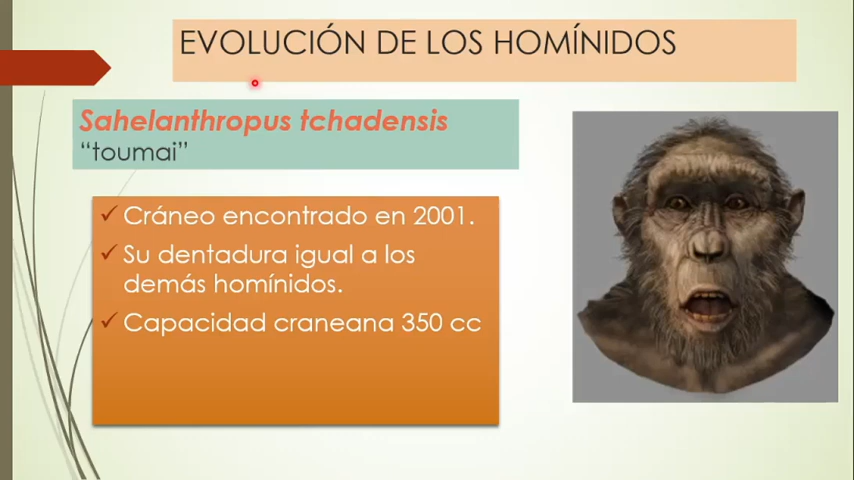 EVOLUCIÓN DE LOS HOMÍNIDOS
Sahelanthropus tchadensis
“toumai”
Cráneo encontrado en 2001.
Su dentadura igual a los
demás homínidos.
Capacidad craneana 350 cc